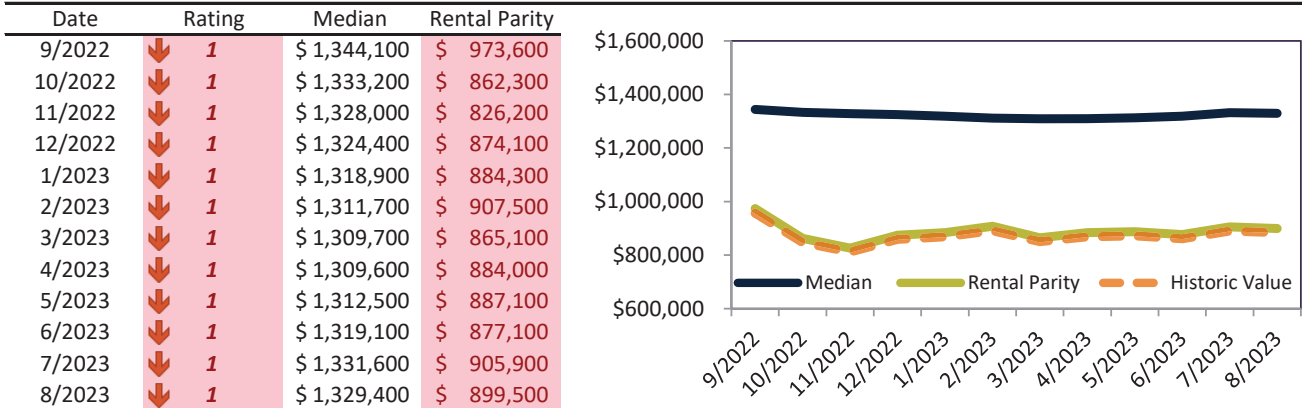 Date Rating Median Rental Parity
9/2022 1 $ 1,344,100 $ 973,600
10/2022 1 $ 1,333,200 $ 862,300
11/2022 1 $ 1,328,000 $ 826,200
12/2022 1 $ 1,324,400 $ 874,100
1/2023 1 $ 1,318,900 $ 884,300
2/2023 1 $ 1,311,700 $ 907,500
3/2023 1 $ 1,309,700 $ 865,100
4/2023 1 $ 1,309,600 $ 884,000
5/2023 1 $ 1,312,500 $ 887,100
6/2023 1 $ 1,319,100 $ 877,100
7/2023 1 $ 1,331,600 $ 905,900
8/2023 1 $ 1,329,400 $ 899,500
$1,600,000
$1,400,000
$1,200,000
$1,000,000
$800,000
$600,000
Median Rental Parity Historic Value
9/2022 10/2022 11/2022 12/2022 1/2023 2/2023 3/2023 4/2023 5/2023 6/2023 7/2023 8/2023